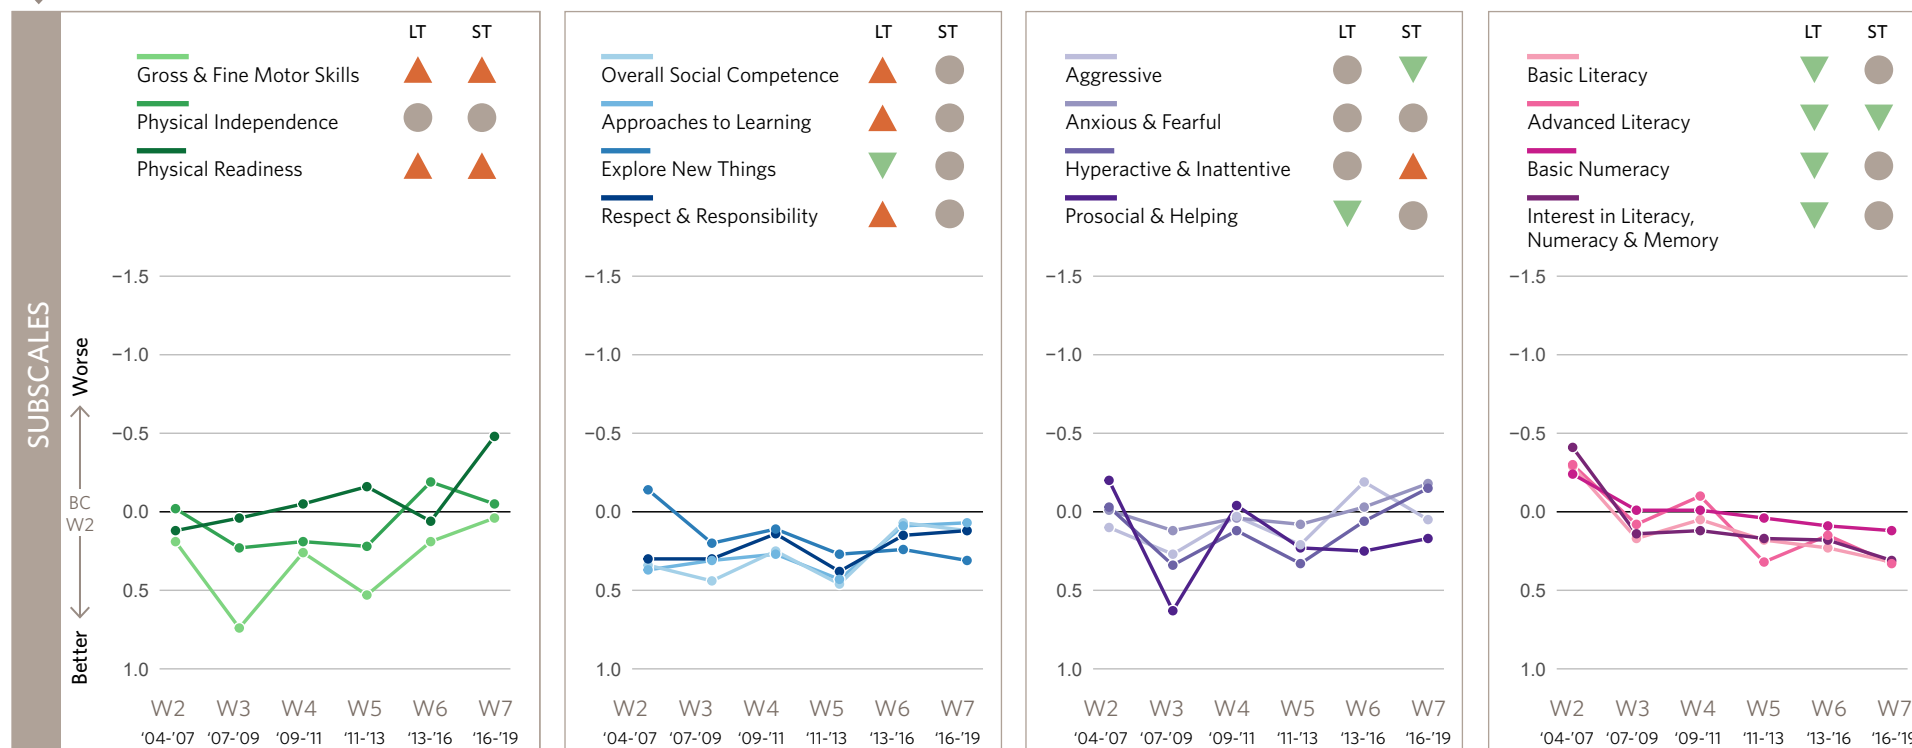 SUBSCALES
Worse
BC
W2
Better
LT ST
Gross & Fine Motor Skills
Physical Independence
Physical Readiness
−1.5
−1.0
−0.5
0.0
0.5
1.0
W2 W3 W4 W5 W6 W7
‘04-’07 ‘07-’09 ‘09-’11 ‘11-’13 ‘13-’16 ‘16-’19
LT ST
Overall Social Competence
Approaches to Learning
Explore New Things
Respect & Responsibility
−1.5
−1.0
−0.5
0.0
0.5
1.0
W2 W3 W4 W5 W6 W7
‘04-’07 ‘07-’09 ‘09-’11 ‘11-’13 ‘13-’16 ‘16-’19
LT ST
Aggressive
Anxious & Fearful
Hyperactive & Inattentive
Prosocial & Helping
−1.5
−1.0
−0.5
0.0
0.5
1.0
W2 W3 W4 W5 W6 W7
‘04-’07 ‘07-’09 ‘09-’11 ‘11-’13 ‘13-’16 ‘16-’19
LT ST
Basic Literacy
Advanced Literacy
Basic Numeracy
Interest in Literacy,
Numeracy & Memory
−1.5
−1.0
−0.5
0.0
0.5
1.0
W2 W3 W4 W5 W6 W7
‘04-’07 ‘07-’09 ‘09-’11 ‘11-’13 ‘13-’16 ‘16-’19